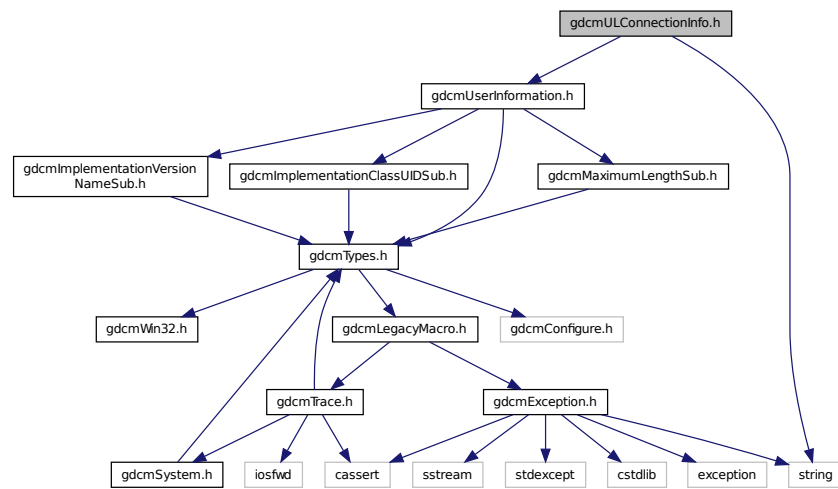 gdcmULConnectionInfo.h
gdcmUserInformation.h
gdcmImplementationVersion
NameSub.h
gdcmImplementationClassUIDSub.h
gdcmMaximumLengthSub.h
gdcmTypes.h
gdcmWin32.h
gdcmLegacyMacro.h
gdcmConfigure.h
gdcmTrace.h
gdcmException.h
gdcmSystem.h
iosfwd
cassert
sstream
stdexcept
cstdlib
exception
string